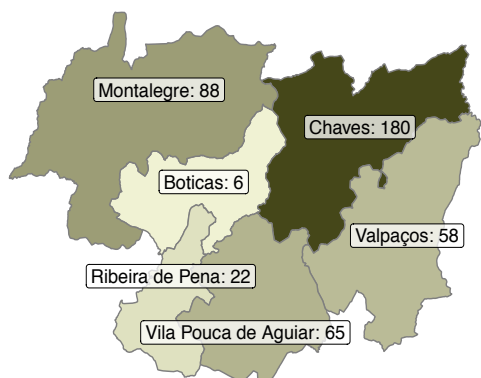 Montalegre: 88
Chaves: 180
Boticas: 6
Valpaços: 58
Ribeira de Pena: 22
Vila Pouca de Aguiar: 65